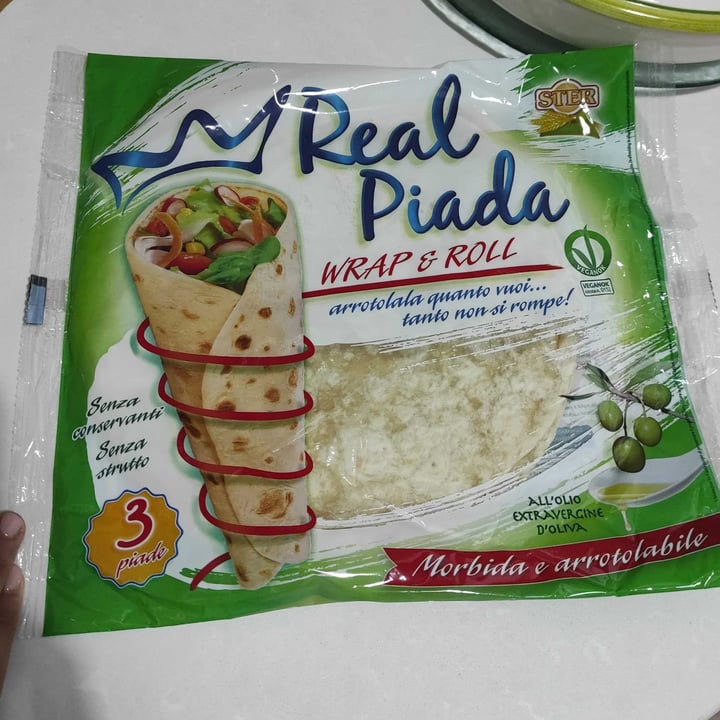 STER
Real
Piada
WRAP & ROLL
arrotolala quanto vuoi...
tanto non si rompe!
VEGANOK
VEGANOK
Senza
conservanti
Senza
strutto
3
piade
ALL'OLIO
EXTRAVERGINE
D'OLIVA
Morbida e arrotolabile